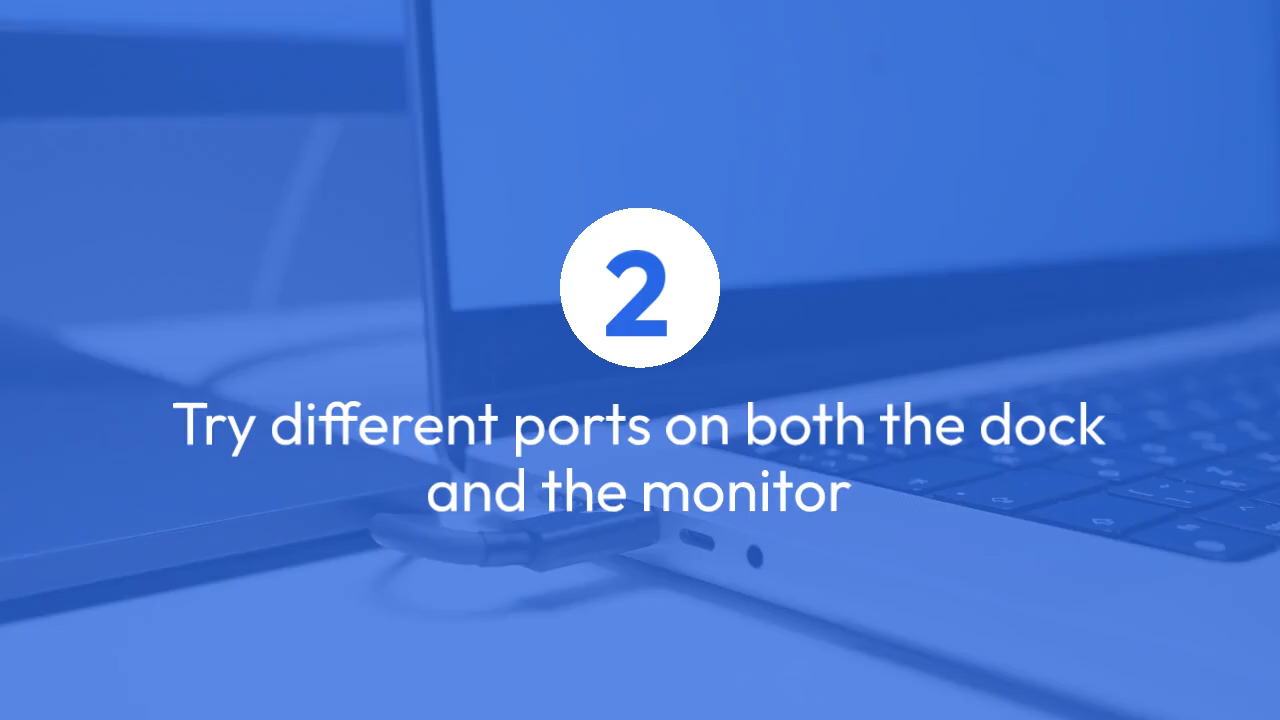 2
Try different ports on both the dock
and the monitor